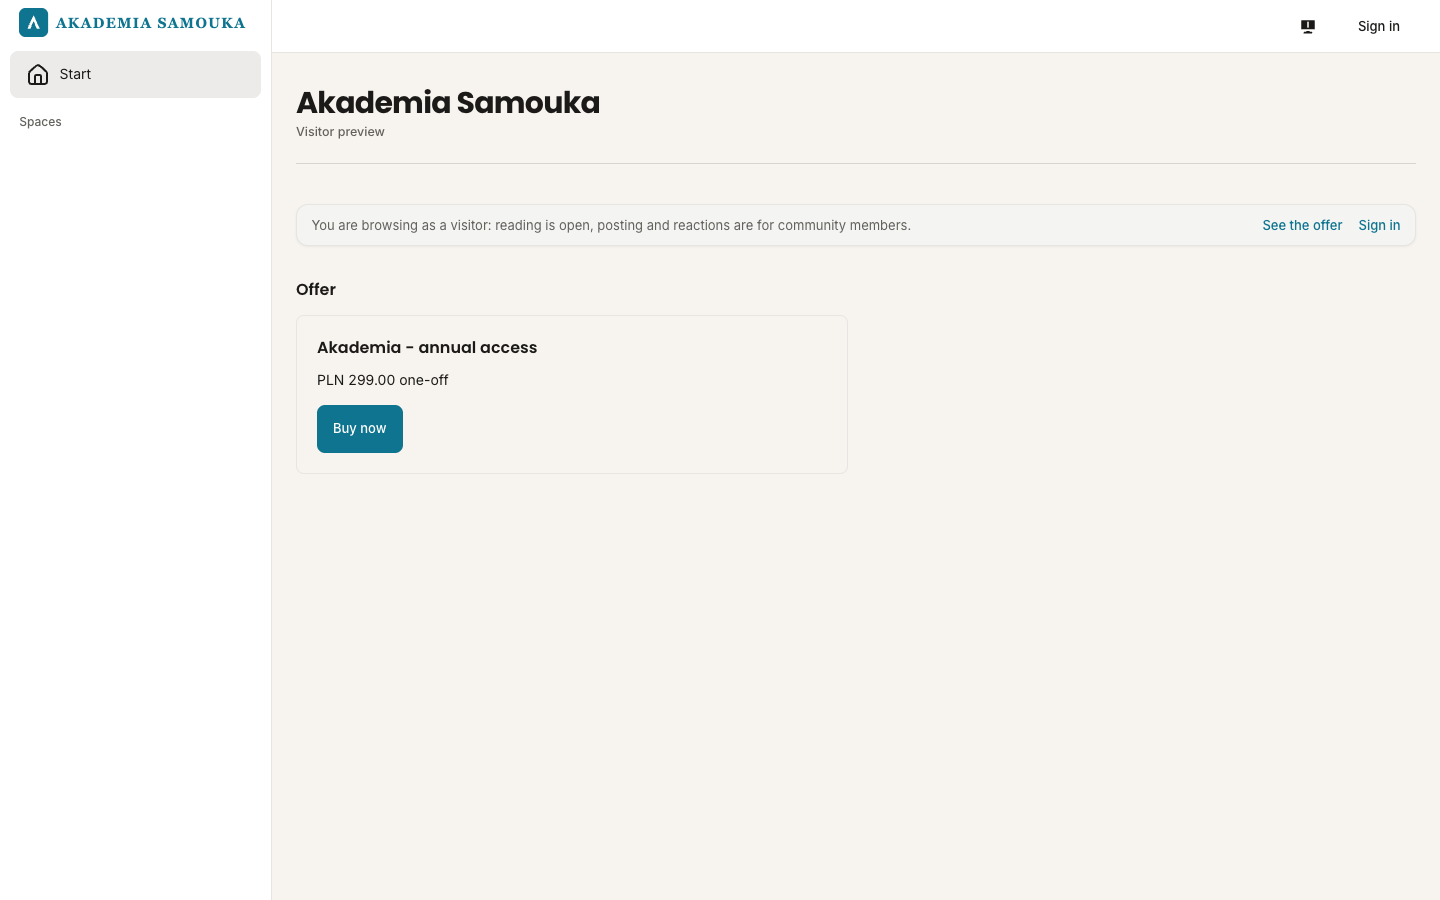 AKADEMIA SAMOUKA
Sign in
Start
Spaces
Akademia Samouka
Visitor preview
You are browsing as a visitor: reading is open, posting and reactions are for community members.
See the offer
Sign in
Offer
Akademia - annual access
PLN 299.00 one-off
Buy now